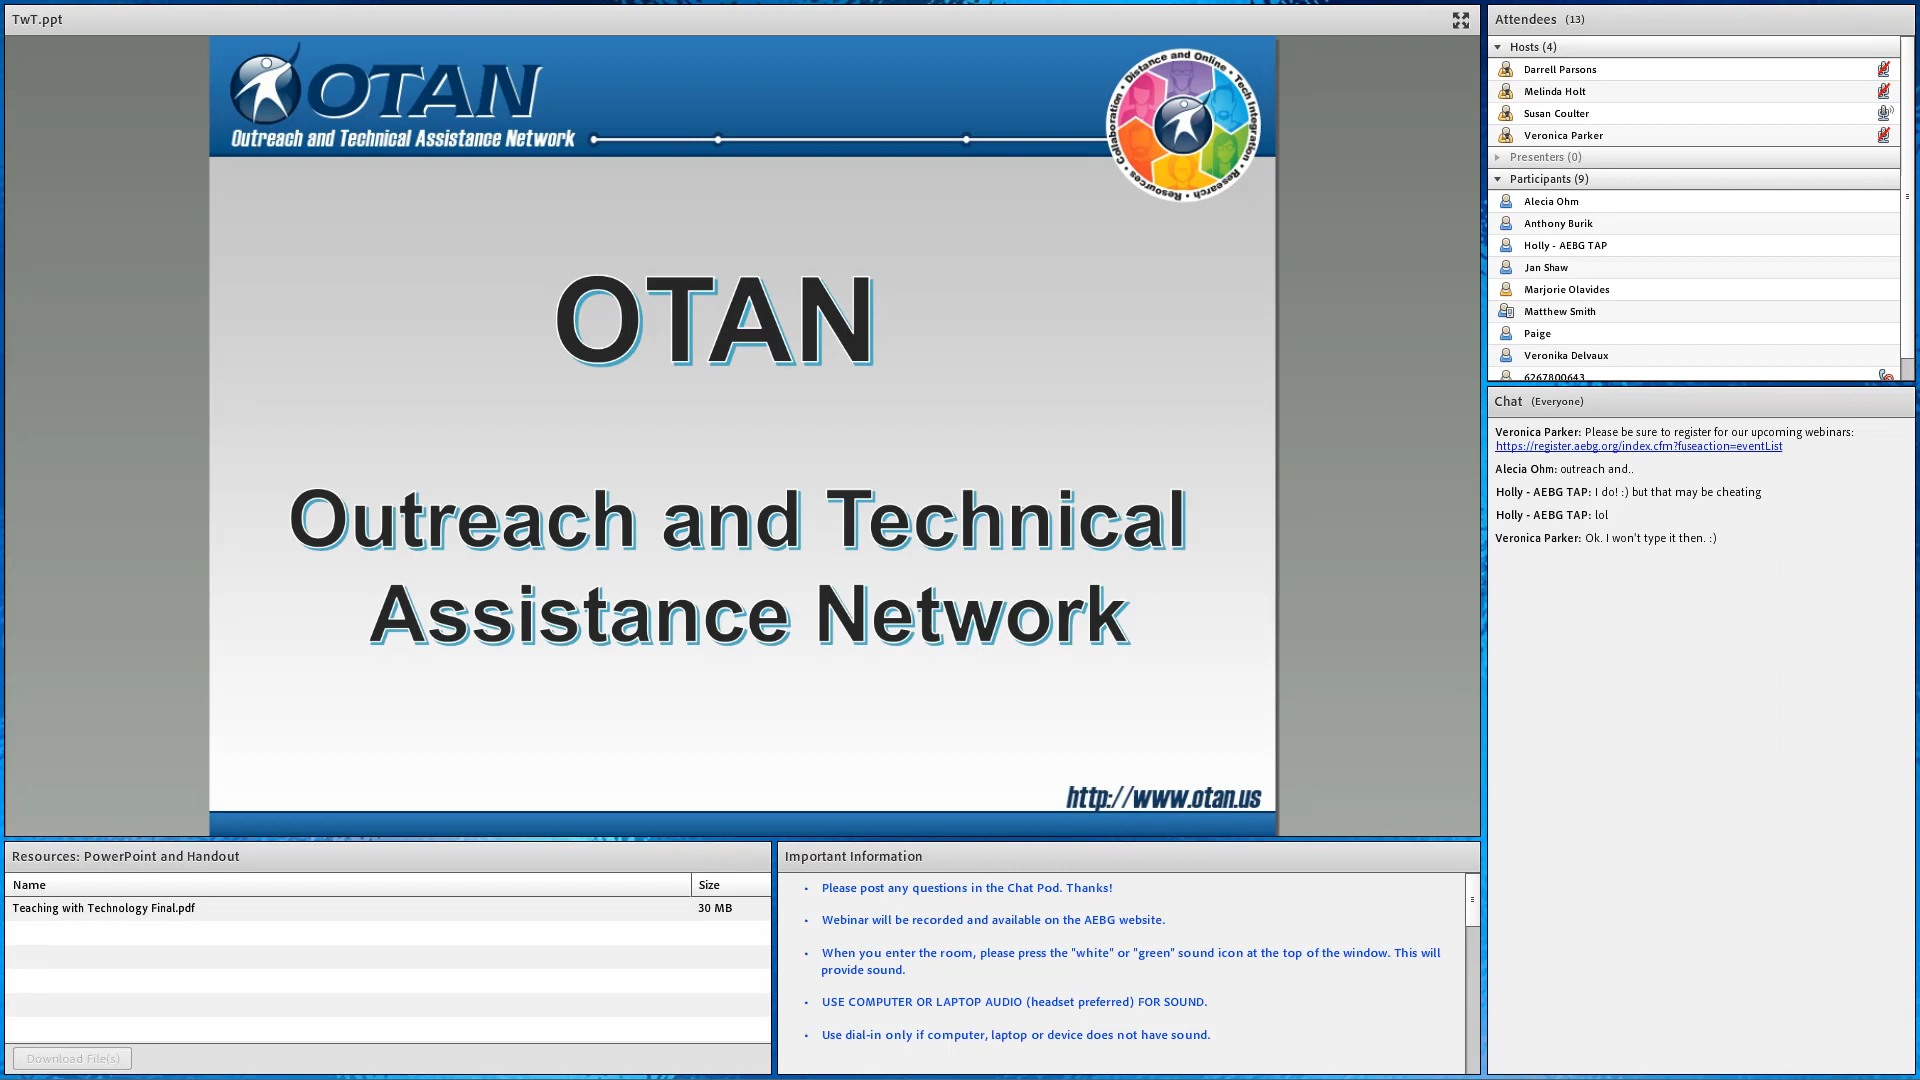 TwT.ppt
OTAN
Outreach and Technical Assistance Network
Collaboration • Distance and Online • Tech Integration • Research • Resources •
OTAN
Outreach and Technical
Assistance Network
http://www.otan.us
Attendees (13)
Hosts (4)
Darrell Parsons
Melinda Holt
Susan Coulter
Veronica Parker
Presenters (0)
Participants (9)
Alecia Ohm
Anthony Burik
Holly - AEBG TAP
Jan Shaw
Marjorie Olavides
Matthew Smith
Paige
Veronika Delvaux
6267800643
Chat (Everyone)
Veronica Parker: Please be sure to register for our upcoming webinars:
https://register.aebg.org/index.cfm?fuseaction=eventList
Alecia Ohm: outreach and..
Holly - AEBG TAP: I do! :) but that may be cheating
Holly - AEBG TAP: lol
Veronica Parker: Ok. I won't type it then. :)
Resources: PowerPoint and Handout
Name Size
Teaching with Technology Final.pdf 30 MB
Download File(s)
Important Information
• Please post any questions in the Chat Pod. Thanks!
• Webinar will be recorded and available on the AEBG website.
• When you enter the room, please press the "white" or "green" sound icon at the top of the window. This will
provide sound.
• USE COMPUTER OR LAPTOP AUDIO (headset preferred) FOR SOUND.
• Use dial-in only if computer, laptop or device does not have sound.